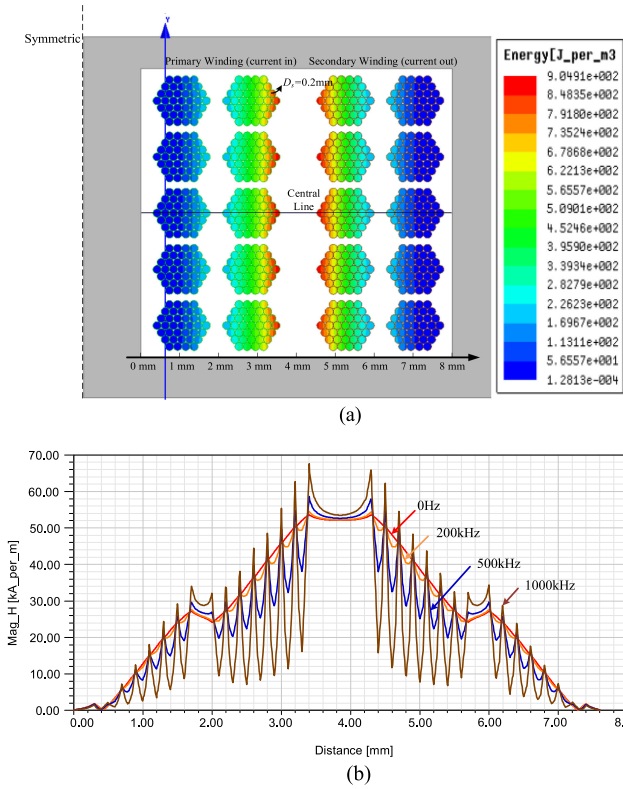 Symmetric
Y
Primary Winding (current in)
Secondary Winding (current out)
Ds=0.2mm
Central
Line
0 mm 1 mm 2 mm 3 mm 4 mm 5 mm 6 mm 7 mm 8 mm
Energy[J_per_m3
9.0491e+002
8.4835e+002
7.9180e+002
7.3524e+002
6.7868e+002
6.2213e+002
5.6557e+002
5.0901e+002
4.5246e+002
3.9590e+002
3.3934e+002
2.8279e+002
2.2623e+002
1.6967e+002
1.1311e+002
5.6557e+001
1.2813e-004
(a)
70.00
60.00
50.00
40.00
30.00
20.00
10.00
0.00
Mag_H [kA_per_m]
0Hz
200kHz
500kHz
1000kHz
0.00 1.00 2.00 3.00 4.00 5.00 6.00 7.00 8.
Distance [mm]
(b)